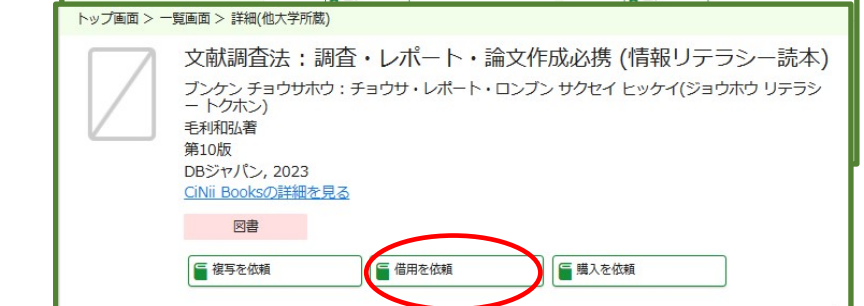 トップ画面 > 一覧画面 > 詳細(他大学所蔵)
文献調査法：調査・レポート・論文作成必携 (情報リテラシー読本)
ブンケン チョウサホウ：チョウサ・レポート・ロンブン サクセイ ヒッケイ(ジョウホウ リテラシ
ー トクホン)
毛利和弘著
第10版
DBジャパン, 2023
CiNii Booksの詳細を見る
図書
複写を依頼
借用を依頼
購入を依頼